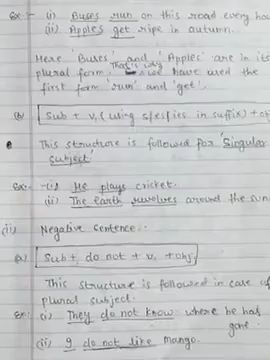 Ex:- (i) Buses run on this road every hou
(ii) Apples get ripe in autumn.
Here 'Buses' and 'Apples' are in its
plural form. That's why we have used the
first form 'run' and 'get'.
(b) Sub + V₁ (using s/es/ies in suffix) + obj
This structure is followed for 'Singular
subject'.
Ex:- (i) He plays cricket.
(ii) The earth revolves around the sun
(ii) Negative sentence:-
(a) Sub + do not + V₁ + obj
This structure is followed in case of
plural subject.
Ex:- (i) They do not know where he has
gone.
(ii) I do not like mango.